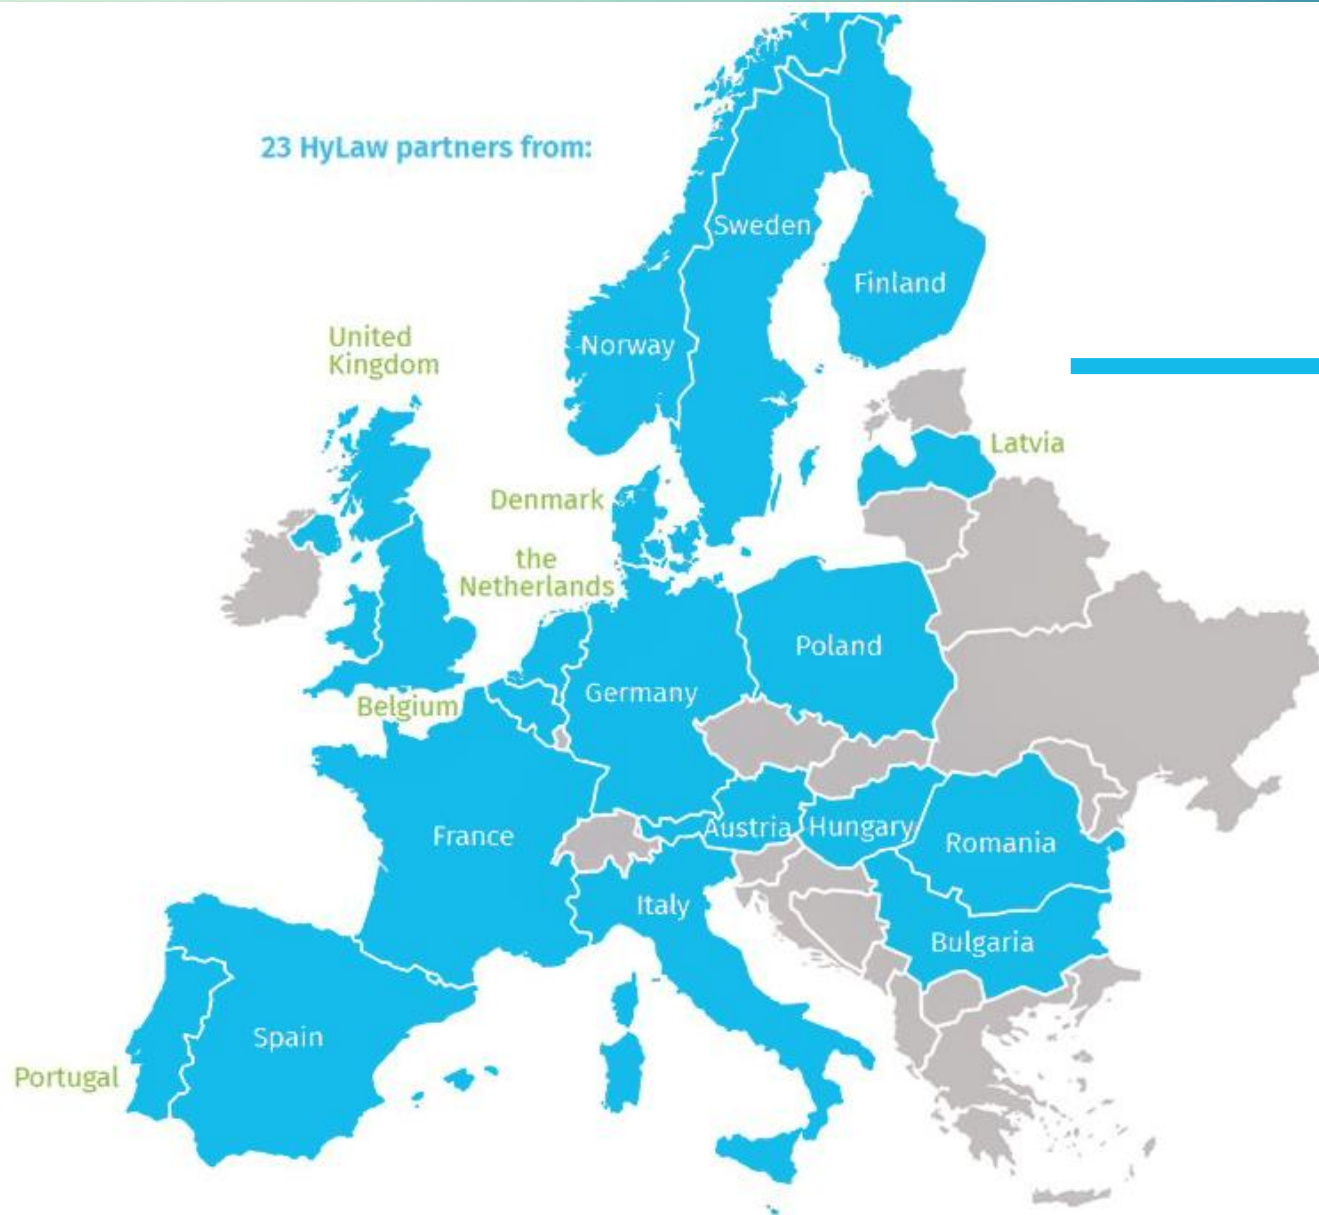 23 HyLaw partners from:
Sweden
Finland
United
Kingdom
Norway
Latvia
Denmark
the
Netherlands
Poland
Germany
Belgium
France
Austria
Hungary
Romania
Italy
Bulgaria
Spain
Portugal